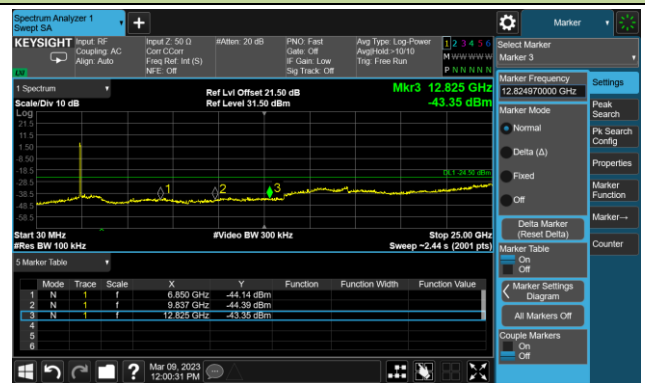 Spectrum Analyzer 1
Swept SA
Marker
KEYSIGHT
Input: RF
Coupling: AC
Align: Auto
Input Z: 50 Ω
Corr CCorr
Freq Ref: Int (S)
NFE: Off
#Atten: 20 dB
PNO: Fast
Gate: Off
IF Gain: Low
Sig Track: Off
Avg Type: Log-Power
Avg|Hold:>10/10
Trig: Free Run
1 2 3 4 5 6
M W W W W W
P N N N N N
LXI
Select Marker
Marker 3
1 Spectrum
Scale/Div 10 dB
Log
Ref Lvl Offset 21.50 dB
Ref Level 31.50 dBm
Mkr3 12.825 GHz
-43.35 dBm
21.5
11.5
1.50
-8.50
-18.5
-28.5
-38.5
-48.5
-58.5
DL1 -24.50 dBm
1
2
3
Start 30 MHz
#Res BW 100 kHz
#Video BW 300 kHz
Stop 25.00 GHz
Sweep ~2.44 s (2001 pts)
5 Marker Table
Mode Trace Scale X Y Function Function Width Function Value
1 N 1 f 6.850 GHz -44.14 dBm
2 N 1 f 9.837 GHz -44.39 dBm
3 N 1 f 12.825 GHz -43.35 dBm
4
5
6
Mar 09, 2023
12:00:31 PM
Marker Frequency
12.824970000 GHz
Marker Mode
Normal
Delta (Δ)
Fixed
Off
Delta Marker
(Reset Delta)
Marker Table
On
Off
Marker Settings
Diagram
All Markers Off
Couple Markers
On
Off
Settings
Peak
Search
Pk Search
Config
Properties
Marker
Function
Marker→
Counter